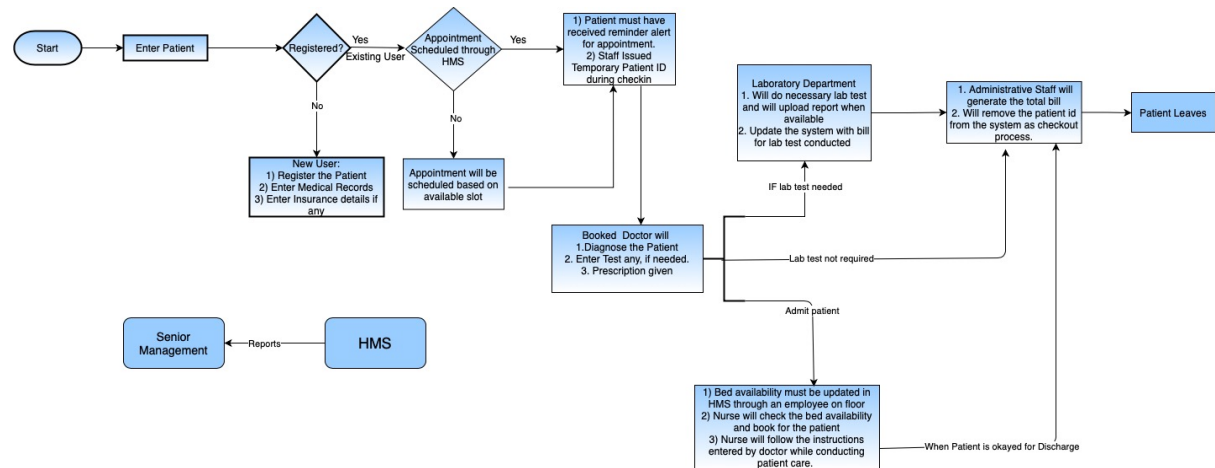 Start
Enter Patient
Registered?
Yes
Existing User
No
New User:
1) Register the Patient
2) Enter Medical Records
3) Enter Insurance details if
any
Appointment
Scheduled through
HMS
Yes
No
Appointment will be
scheduled based on
available slot
1) Patient must have
received reminder alert
for appointment.
2) Staff Issued
Temporary Patient ID
during checkin
Booked Doctor will
1.Diagnose the Patient
2. Enter Test any, if needed.
3. Prescription given
Laboratory Department
1. Will do necessary lab test
and will upload report when
available
2. Update the system with bill
for lab test conducted
IF lab test needed
Lab test not required
Admit patient
1. Administrative Staff will
generate the total bill
2. Will remove the patient id
from the system as checkout
process.
Patient Leaves
Senior
Management
Reports
HMS
1) Bed availability must be updated in
HMS through an employee on floor
2) Nurse will check the bed availability
and book for the patient
3) Nurse will follow the instructions
entered by doctor while conducting
patient care.
When Patient is okayed for Discharge